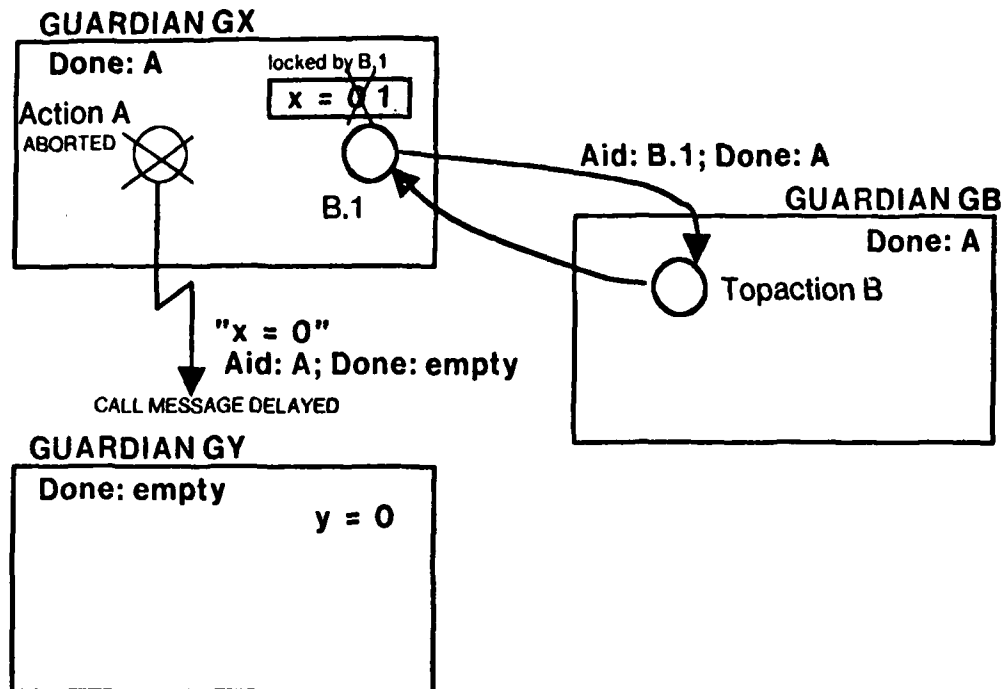 GUARDIAN GX
Done: A
locked by B.1
x = 0 1
Action A
ABORTED
B.1
Aid: B.1; Done: A
GUARDIAN GB
Done: A
Topaction B
"x = 0"
Aid: A; Done: empty
CALL MESSAGE DELAYED
GUARDIAN GY
Done: empty
y = 0